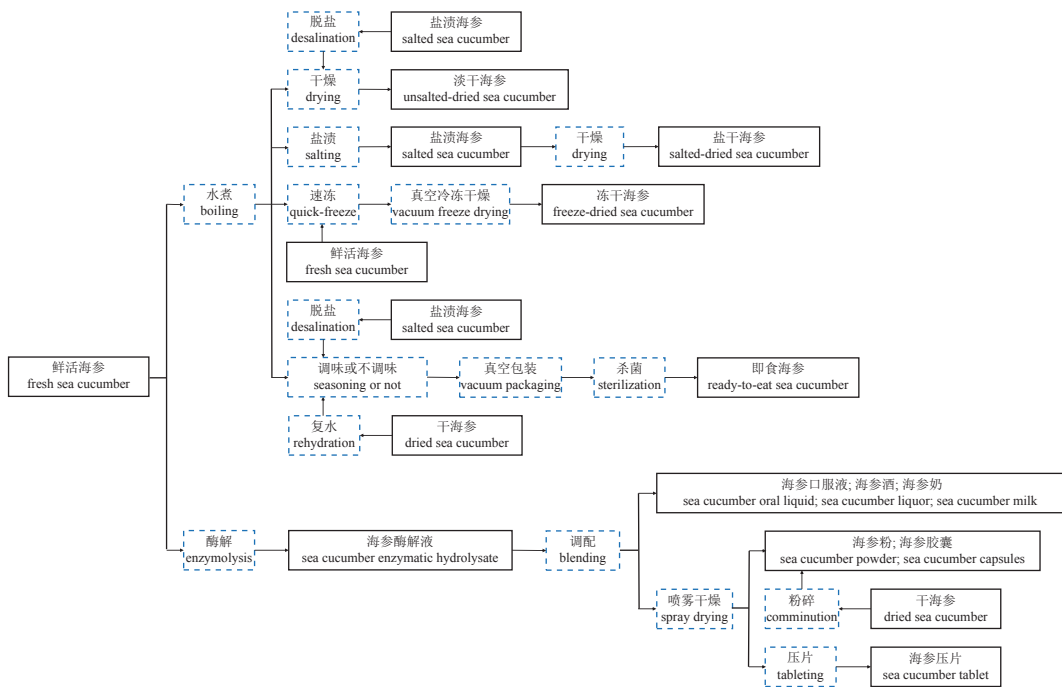 脱盐
desalination
盐渍海参
salted sea cucumber
干燥
drying
淡干海参
unsalted-dried sea cucumber
盐渍
salting
盐渍海参
salted sea cucumber
干燥
drying
盐干海参
salted-dried sea cucumber
水煮
boiling
速冻
quick-freeze
真空冷冻干燥
vacuum freeze drying
冻干海参
freeze-dried sea cucumber
鲜活海参
fresh sea cucumber
脱盐
desalination
盐渍海参
salted sea cucumber
鲜活海参
fresh sea cucumber
调味或不调味
seasoning or not
真空包装
vacuum packaging
杀菌
sterilization
即食海参
ready-to-eat sea cucumber
复水
rehydration
干海参
dried sea cucumber
海参口服液; 海参酒; 海参奶
sea cucumber oral liquid; sea cucumber liquor; sea cucumber milk
酶解
enzymolysis
海参酶解液
sea cucumber enzymatic hydrolysate
调配
blending
海参粉; 海参胶囊
sea cucumber powder; sea cucumber capsules
喷雾干燥
spray drying
粉碎
comminution
干海参
dried sea cucumber
压片
tableting
海参压片
sea cucumber tablet